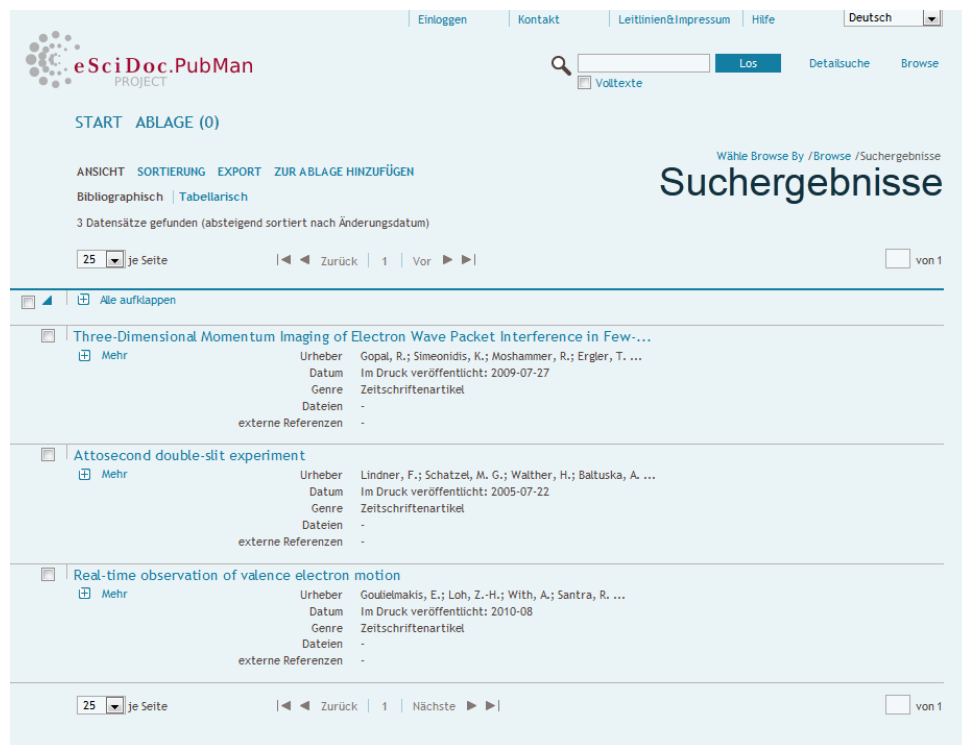 Einloggen Kontakt Leitlinien&Impressum Hilfe Deutsch
eSciDoc.PubMan
PROJECT
Los Detailsuche Browse
Volltexte
START ABLAGE (0)
Wähle Browse By /Browse /Suchergebnisse
Suchergebnisse
ANSICHT SORTIERUNG EXPORT ZUR ABLAGE HINZUFÜGEN
Bibliographisch Tabellarisch
3 Datensätze gefunden (absteigend sortiert nach Änderungsdatum)
25 je Seite Zurück 1 Vor von 1
Alle aufklappen
Three-Dimensional Momentum Imaging of Electron Wave Packet Interference in Few-...
Mehr Urheber Gopal, R.; Simeonidis, K.; Moshammer, R.; Ergler, T. ...
Datum Im Druck veröffentlicht: 2009-07-27
Genre Zeitschriftenartikel
Dateien -
externe Referenzen -
Attosecond double-slit experiment
Mehr Urheber Lindner, F.; Schatzel, M. G.; Walther, H.; Baltuska, A. ...
Datum Im Druck veröffentlicht: 2005-07-22
Genre Zeitschriftenartikel
Dateien -
externe Referenzen -
Real-time observation of valence electron motion
Mehr Urheber Goulielmakis, E.; Loh, Z.-H.; With, A.; Santra, R. ...
Datum Im Druck veröffentlicht: 2010-08
Genre Zeitschriftenartikel
Dateien -
externe Referenzen -
25 je Seite Zurück 1 Nächste von 1